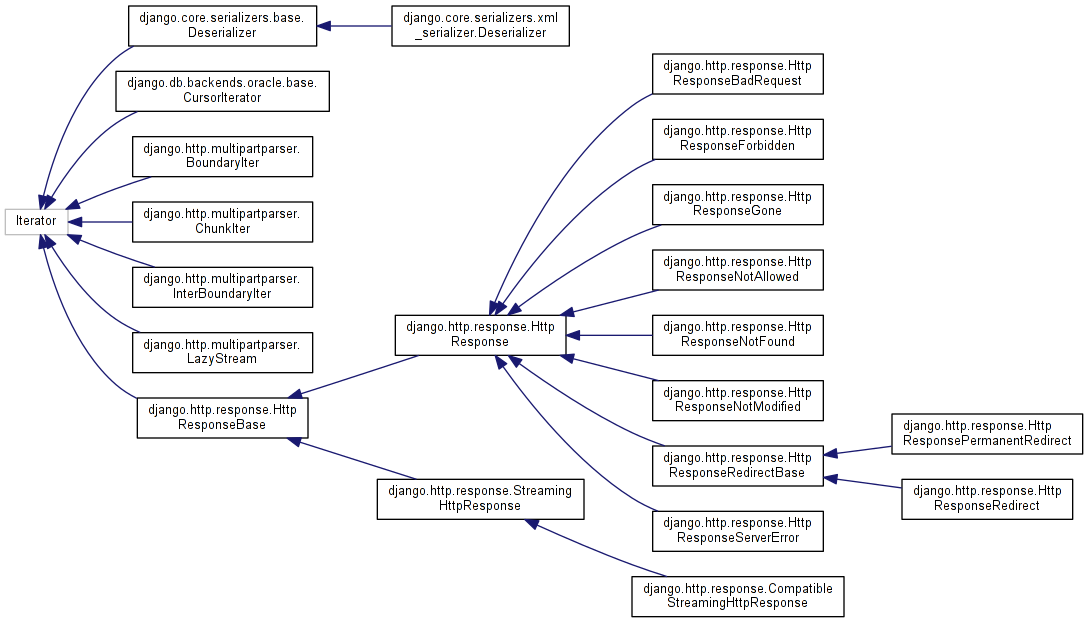 django.core.serializers.base.
Deserializer
django.core.serializers.xml
_serializer.Deserializer
django.db.backends.oracle.base.
CursorIterator
django.http.multipartparser.
BoundaryIter
django.http.multipartparser.
ChunkIter
Iterator
django.http.multipartparser.
InterBoundaryIter
django.http.multipartparser.
LazyStream
django.http.response.Http
ResponseBase
django.http.response.Http
Response
django.http.response.Streaming
HttpResponse
django.http.response.Http
ResponseBadRequest
django.http.response.Http
ResponseForbidden
django.http.response.Http
ResponseGone
django.http.response.Http
ResponseNotAllowed
django.http.response.Http
ResponseNotFound
django.http.response.Http
ResponseNotModified
django.http.response.Http
ResponseRedirectBase
django.http.response.Http
ResponseServerError
django.http.response.Compatible
StreamingHttpResponse
django.http.response.Http
ResponsePermanentRedirect
django.http.response.Http
ResponseRedirect